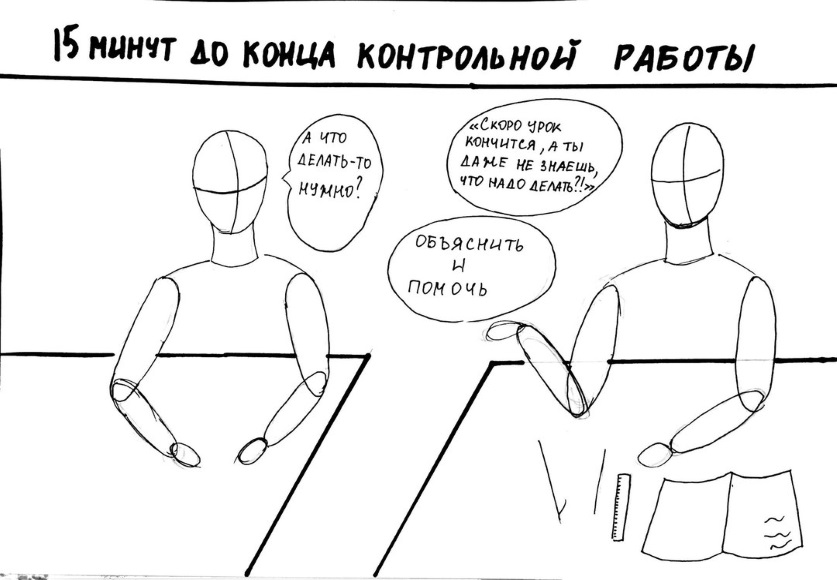 15 МИНУТ ДО КОНЦА КОНТРОЛЬНОЙ РАБОТЫ
А ЧТО
ДЕЛАТЬ-ТО
НУЖНО?
«СКОРО УРОК
КОНЧИТСЯ, А ТЫ
ДАЖЕ НЕ ЗНАЕШЬ,
ЧТО НАДО ДЕЛАТЬ?!»
ОБЪЯСНИТЬ
И
ПОМОЧЬ